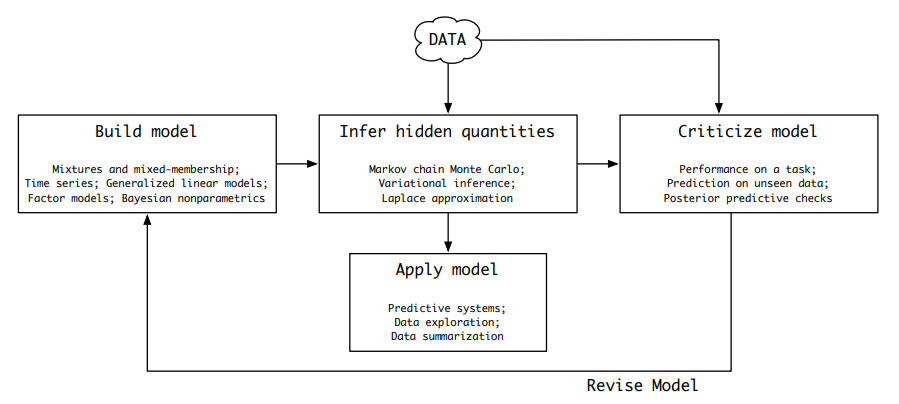 DATA
Build model
Mixtures and mixed-membership;
Time series; Generalized linear models;
Factor models; Bayesian nonparametrics
Infer hidden quantities
Markov chain Monte Carlo;
Variational inference;
Laplace approximation
Criticize model
Performance on a task;
Prediction on unseen data;
Posterior predictive checks
Apply model
Predictive systems;
Data exploration;
Data summarization
Revise Model